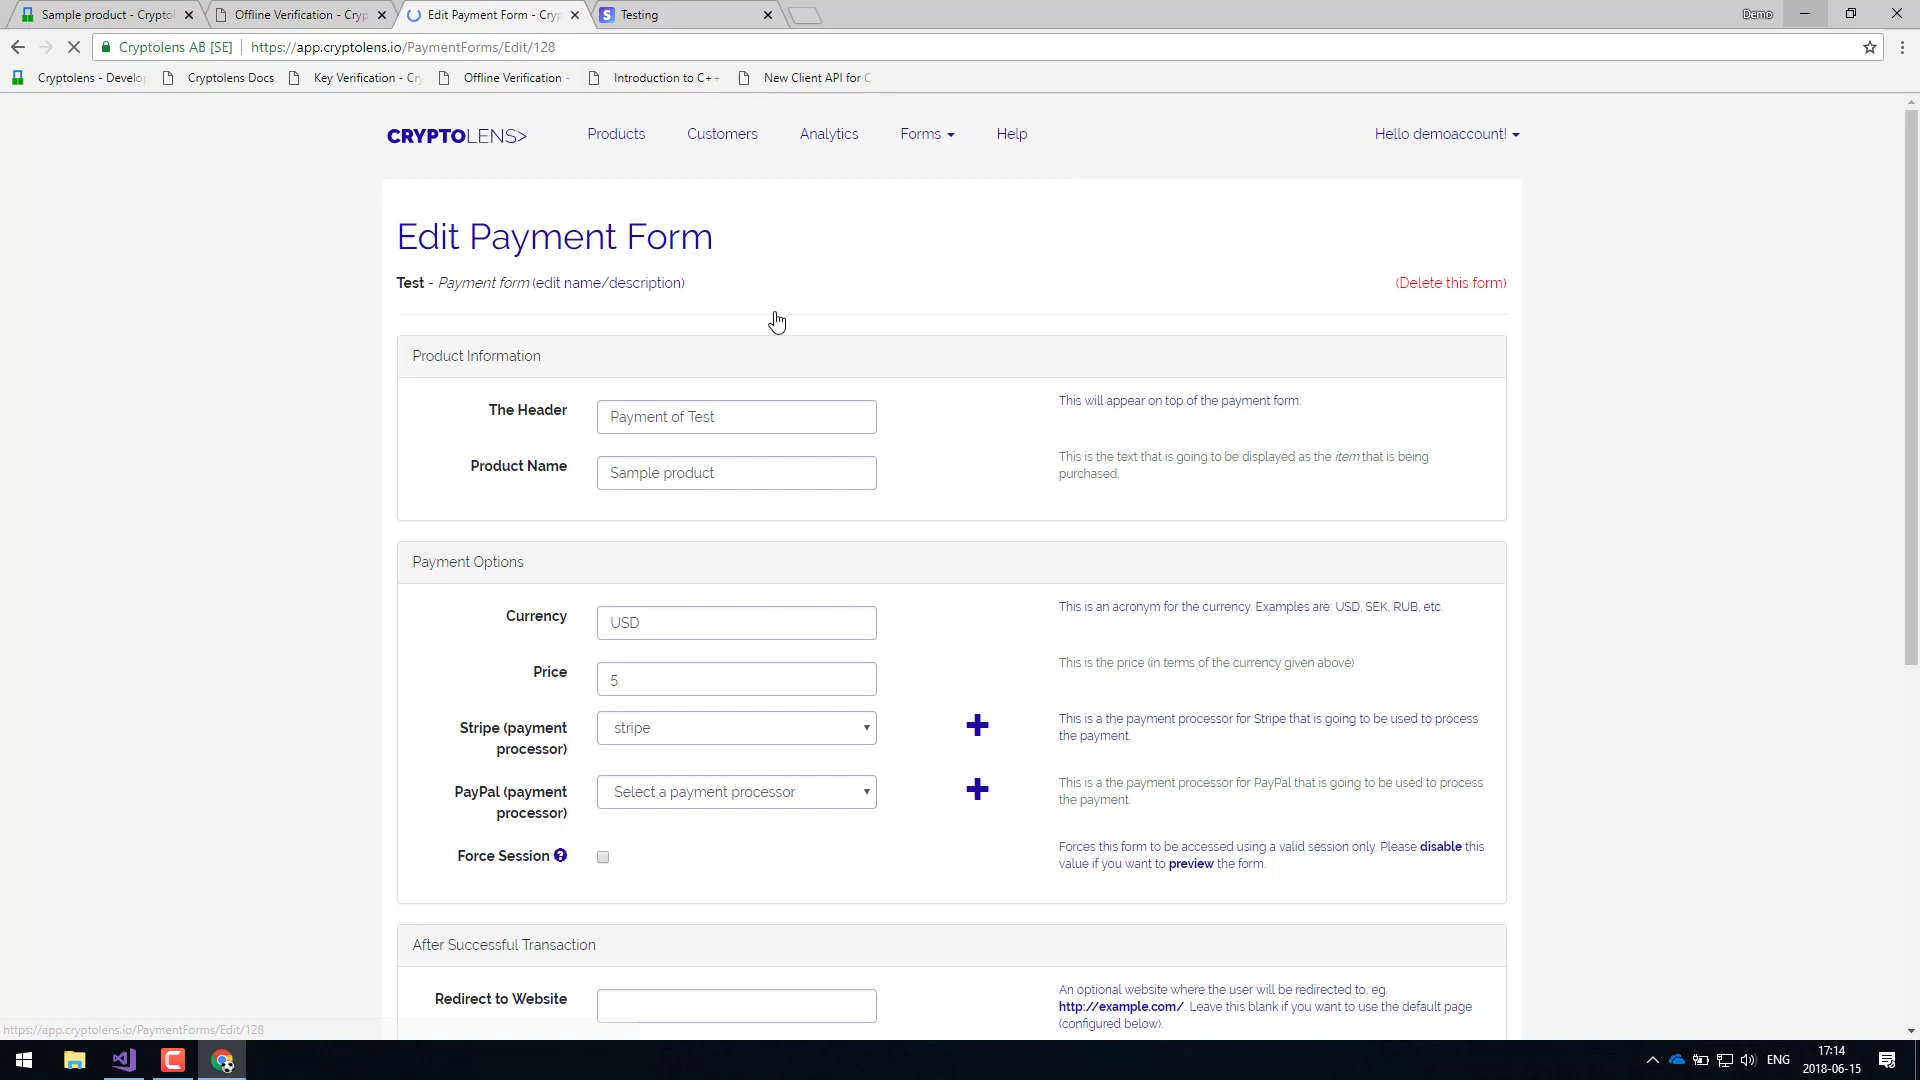 Sample product - Cryptol
Offline Verification - Cryp
Edit Payment Form - Cryp
Testing
Demo
Cryptolens AB [SE]
https://app.cryptolens.io/PaymentForms/Edit/128
Cryptolens - Develo
Cryptolens Docs
Key Verification - Cr
Offline Verification -
Introduction to C++
New Client API for C
CRYPTOLENS>
Products
Customers
Analytics
Forms
Help
Hello demoaccount!
Edit Payment Form
Test - Payment form (edit name/description)
(Delete this form)
Product Information
The Header
Payment of Test
This will appear on top of the payment form.
Product Name
Sample product
This is the text that is going to be displayed as the item that is being
purchased.
Payment Options
Currency
USD
This is an acronym for the currency. Examples are: USD, SEK, RUB, etc.
Price
5
This is the price (in terms of the currency given above)
Stripe (payment
processor)
stripe
This is a the payment processor for Stripe that is going to be used to process
the payment.
PayPal (payment
processor)
Select a payment processor
This is a the payment processor for PayPal that is going to be used to process
the payment.
Force Session ?
Forces this form to be accessed using a valid session only. Please disable this
value if you want to preview the form.
After Successful Transaction
Redirect to Website
An optional website where the user will be redirected to, eg.
http://example.com/. Leave this blank if you want to use the default page
(configured below).
https://app.cryptolens.io/PaymentForms/Edit/128
ENG
17:14
2018-06-15